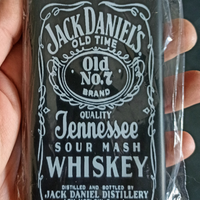 JACK DANIEL'S
OLD TIME
Old
No.7
BRAND
QUALITY
Tennessee
SOUR MASH
WHISKEY
DISTILLED AND BOTTLED BY
JACK DANIEL DISTILLERY